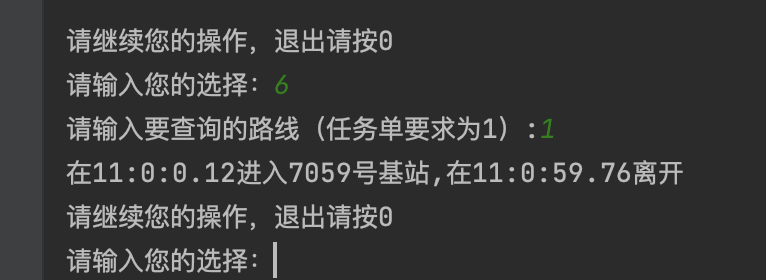 请继续您的操作，退出请按0
请输入您的选择：6
请输入要查询的路线（任务单要求为1）:1
在11:0:0.12进入7059号基站,在11:0:59.76离开
请继续您的操作，退出请按0
请输入您的选择：